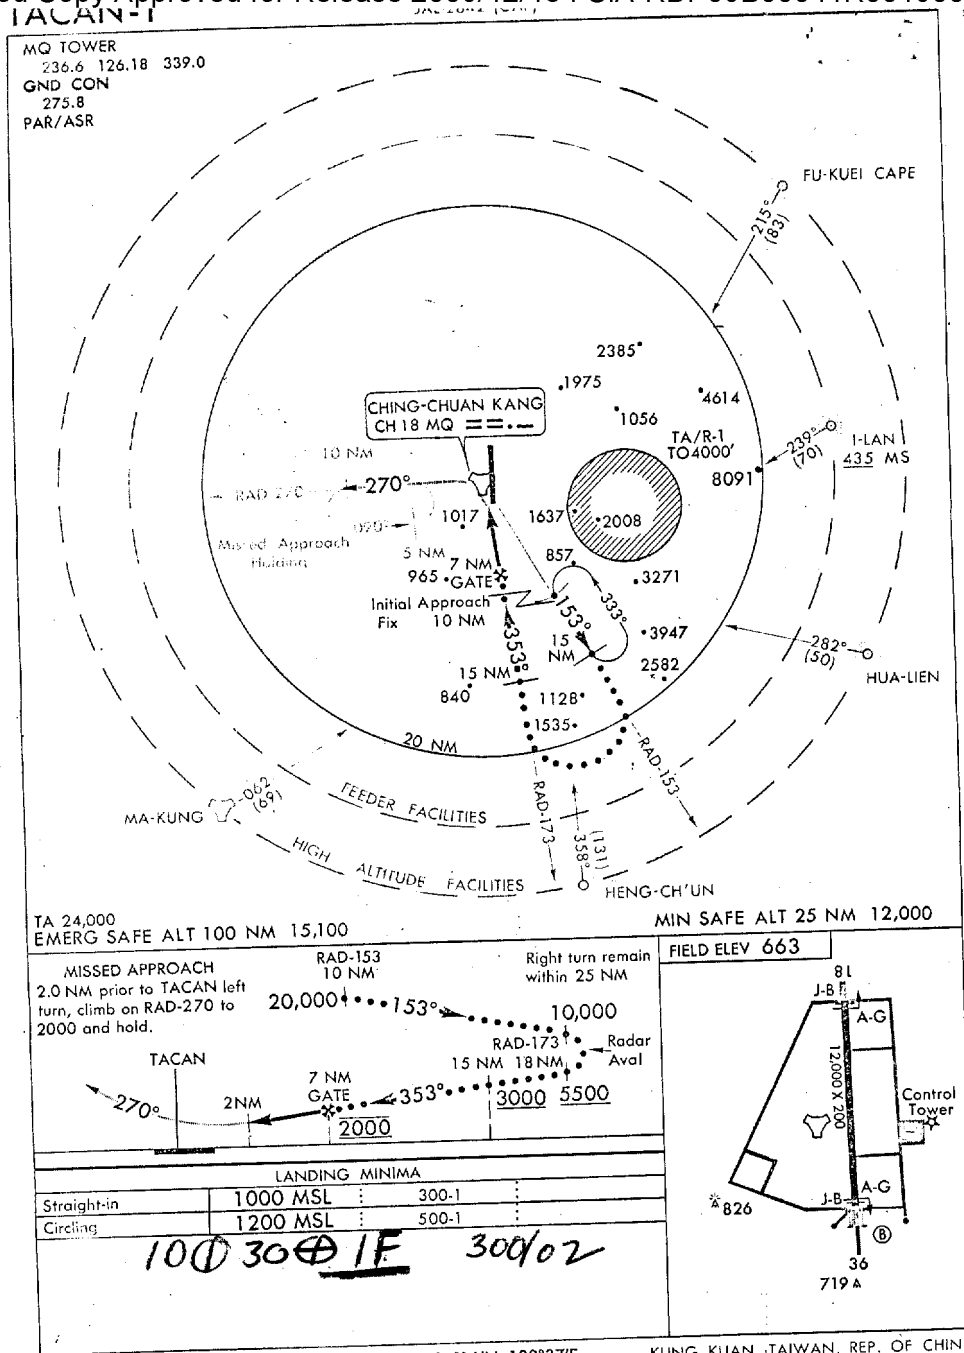 Copy Approved for Release
TACAN-1
MQ TOWER
236.6 126.18 339.0
GND CON
275.8
PAR/ASR
FU-KUEI CAPE
215°
(83)
2385
1975
4614
1056
CHING-CHUAN KANG
CH 18 MQ
TA/R-1
TO4000'
8091
239°
(70)
I-LAN
435 MS
10 NM
RAD 270
270°
090°
1017
1637
2008
Missed Approach
Holding
5 NM
7 NM
GATE
965
857
3271
Initial Approach
Fix 10 NM
153°
333°
3947
353°
15
NM
2582
282°
(50)
HUA-LIEN
15 NM
840
1128
1535
20 NM
RAD-153
RAD-173
062
(69)
MA-KUNG
FEEDER FACILITIES
HIGH ALTITUDE FACILITIES
358°
(131)
HENG-CH'UN
TA 24,000
EMERG SAFE ALT 100 NM 15,100
MIN SAFE ALT 25 NM 12,000
MISSED APPROACH
2.0 NM prior to TACAN left
turn, climb on RAD-270 to
2000 and hold.
RAD-153
10 NM
20,000
153°
Right turn remain
within 25 NM
10,000
RAD-173
18 NM
Radar
Aval
15 NM
TACAN
7 NM
GATE
353°
3000
5500
270°
2NM
2000
FIELD ELEV 663
18
J-B
A-G
12,000 X 200
Control
Tower
A-G
J-B
826
B
36
719
LANDING MINIMA
Straight-in 1000 MSL 300-1
Circling 1200 MSL 500-1
10 30 1F 300/02
KUNG KUAN, TAIWAN, REP. OF CHIN